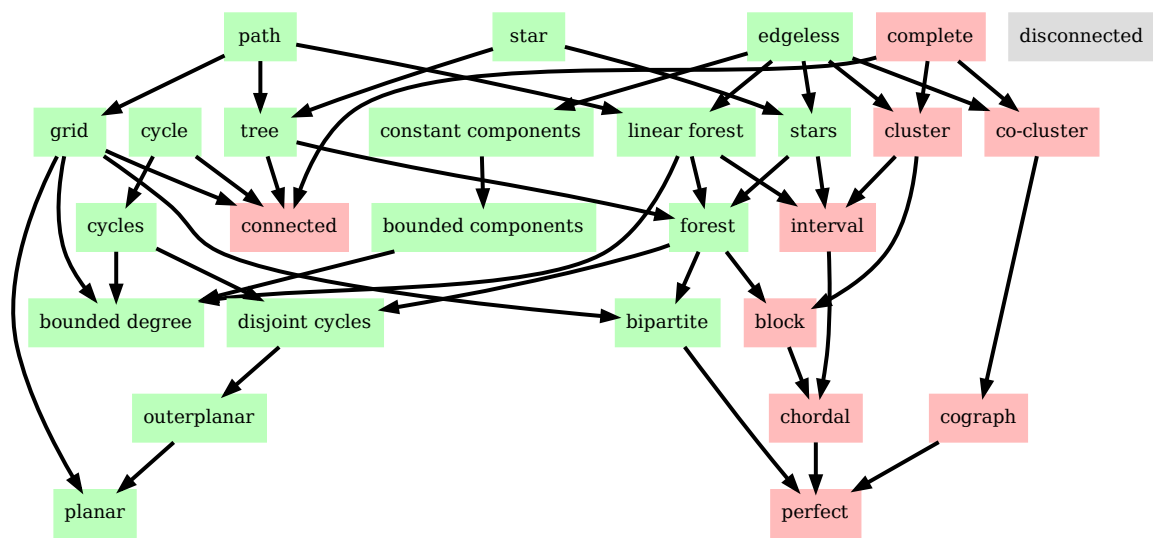 path
star
edgeless
complete
disconnected
grid
cycle
tree
constant components
linear forest
stars
cluster
co-cluster
cycles
connected
bounded components
forest
interval
bounded degree
disjoint cycles
bipartite
block
outerplanar
chordal
cograph
planar
perfect